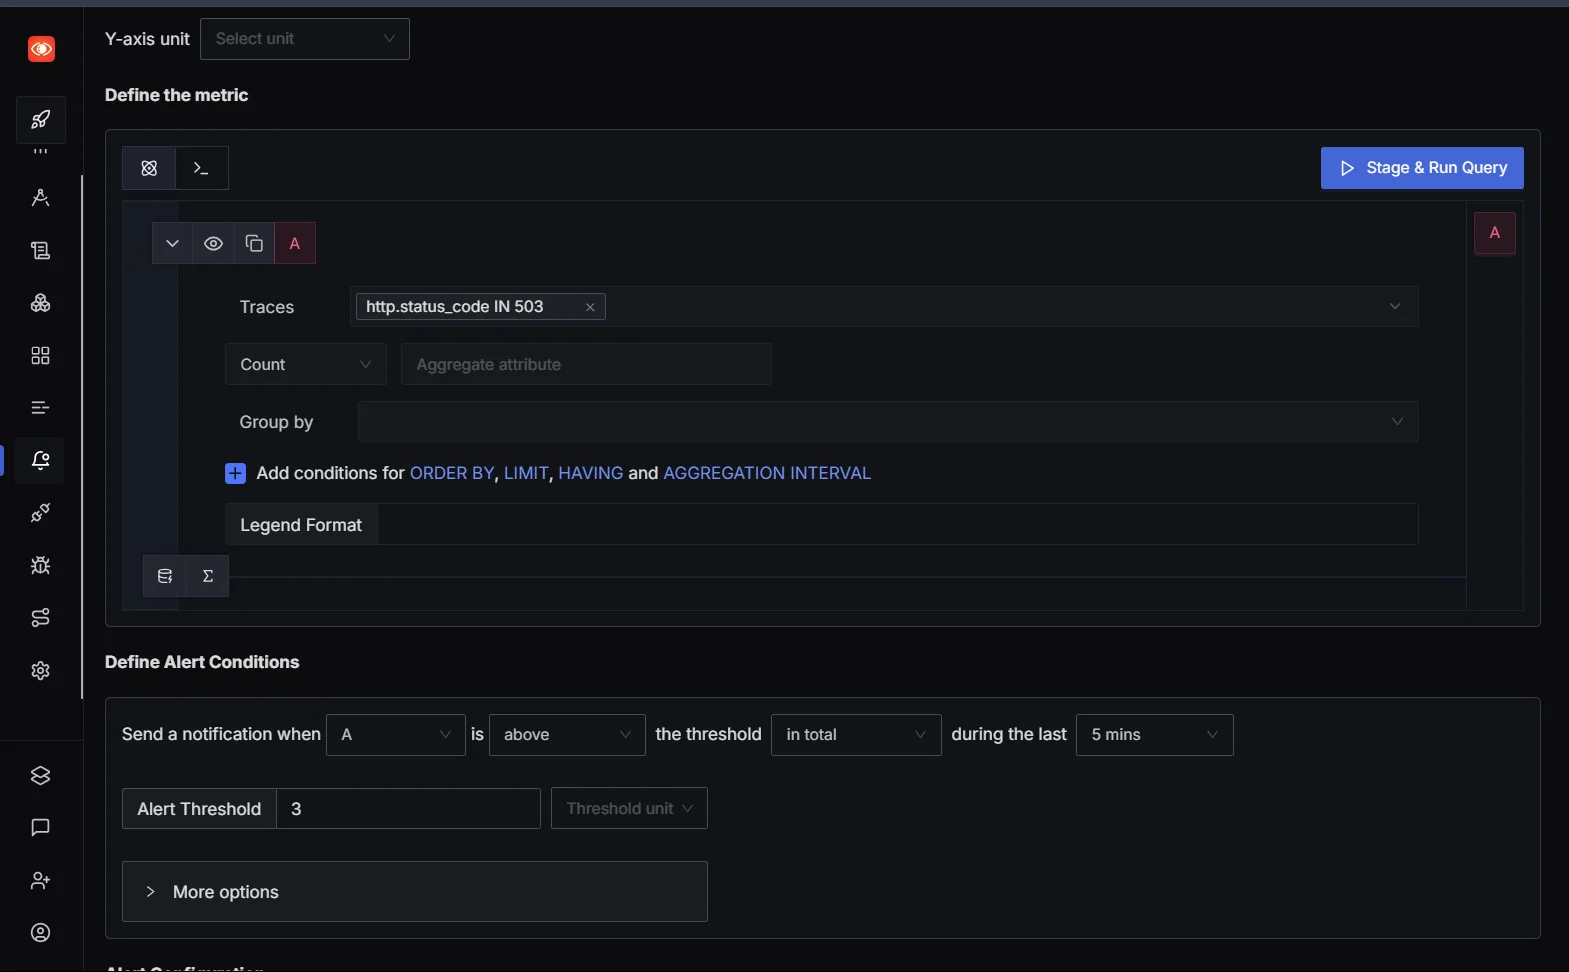 Y-axis unit Select unit
Define the metric
Stage & Run Query
A
A
Traces http.status_code IN 503 ×
Count Aggregate attribute
Group by
Add conditions for ORDER BY, LIMIT, HAVING and AGGREGATION INTERVAL
Legend Format
Σ
Define Alert Conditions
Send a notification when A is above the threshold in total during the last 5 mins
Alert Threshold 3 Threshold unit
More options
Alert Configuration